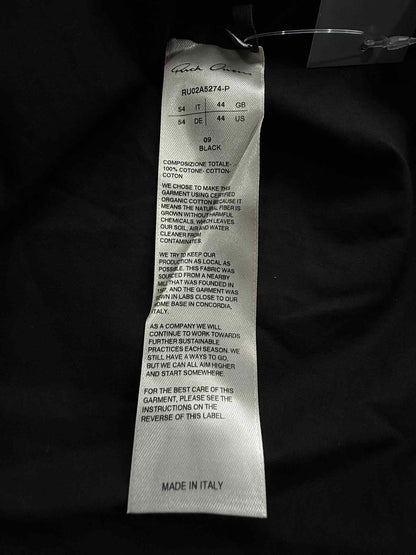 Rick Owens
RU02A5274-P
54 IT 44 GB
54 DE 44 US
09
BLACK
COMPOSIZIONE TOTALE-
100% COTONE- COTTON-
COTON
WE CHOSE TO MAKE THIS
GARMENT USING CERTIFIED
ORGANIC COTTON BECAUSE IT
MEANS THE NATURAL FIBER IS
GROWN WITHOUT HARMFUL
CHEMICALS, WHICH LEAVES
OUR SOIL, AIR AND WATER
CLEANER FROM
CONTAMINATES.
WE TRY TO KEEP OUR
PRODUCTION AS LOCAL AS
POSSIBLE. THIS FABRIC WAS
SOURCED FROM A NEARBY
MILL THAT WAS FOUNDED IN
AND THE GARMENT WAS
SEWN IN LABS CLOSE TO OUR
HOME BASE IN CONCORDIA,
ITALY.
AS A COMPANY WE WILL
CONTINUE TO WORK TOWARDS
FURTHER SUSTAINABLE
PRACTICES EACH SEASON. WE
STILL HAVE A WAYS TO GO,
BUT WE CAN ALL AIM HIGHER
AND START SOMEWHERE
FOR THE BEST CARE OF THIS
GARMENT, PLEASE SEE THE
INSTRUCTIONS ON THE
REVERSE OF THIS LABEL.
MADE IN ITALY